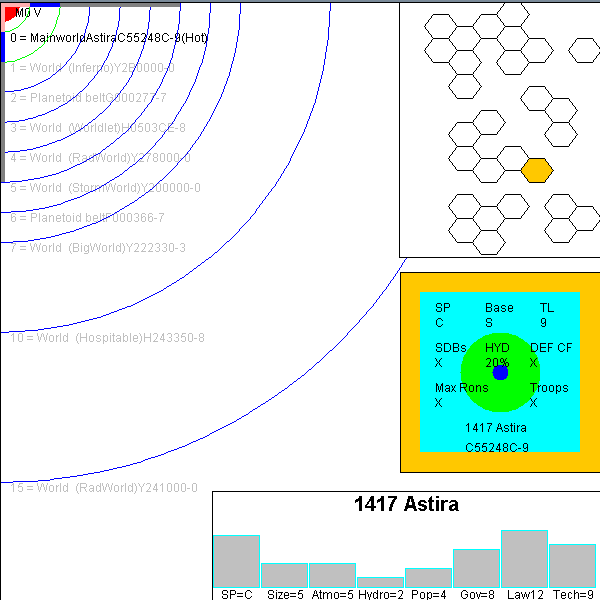 M0 V
0 = MainworldAstiraC55248C-9(Hot)
1 = World (Inferno)Y2B0000-0
2 = Planetoid beltG000277-7
3 = World (Worldlet)H0503CE-8
4 = World (RadWorld)Y278000-0
5 = World (StormWorld)Y200000-0
6 = Planetoid beltF000366-7
7 = World (BigWorld)Y222330-3
10 = World (Hospitable)H243350-8
15 = World (RadWorld)Y241000-0
SP Base TL
C S 9
SDBs HYD DEF CF
X 20% X
Max Rons Troops
X X
1417 Astira
C55248C-9
1417 Astira
SP=C Size=5 Atmo=5 Hydro=2 Pop=4 Gov=8 Law12 Tech=9